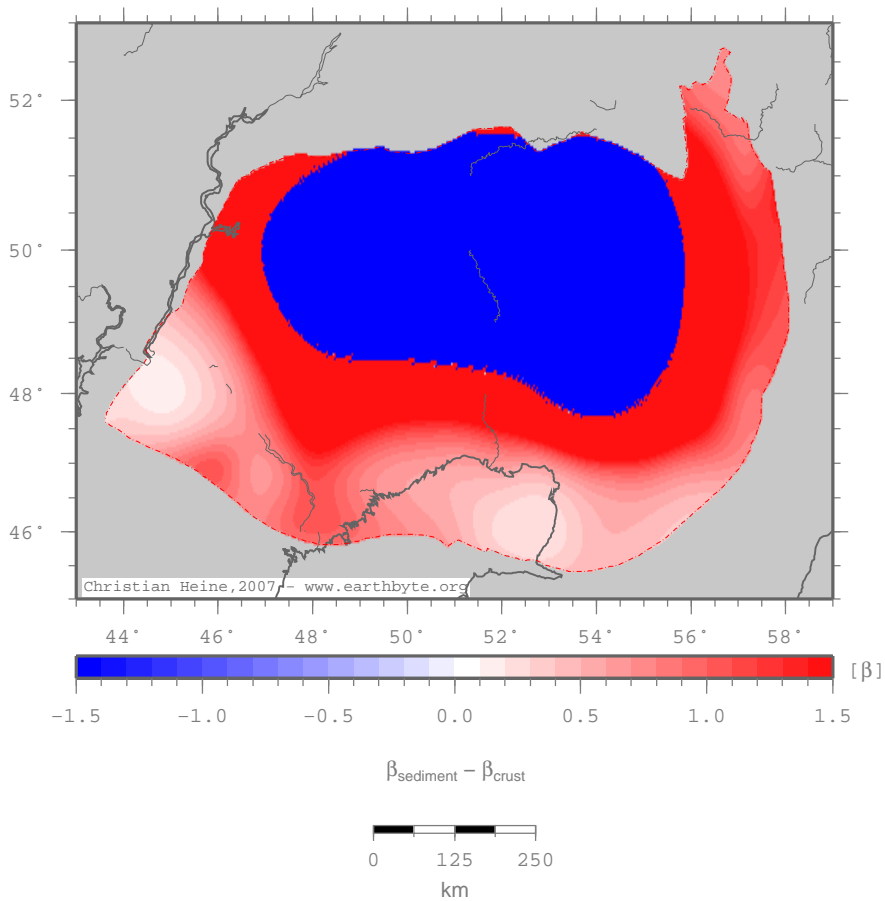 52°
50°
48°
46°
Christian Heine,2007 - www.earthbyte.org
44° 46° 48° 50° 52° 54° 56° 58°
[β]
−1.5 −1.0 −0.5 0.0 0.5 1.0 1.5
βsediment − βcrust
0 125 250
km